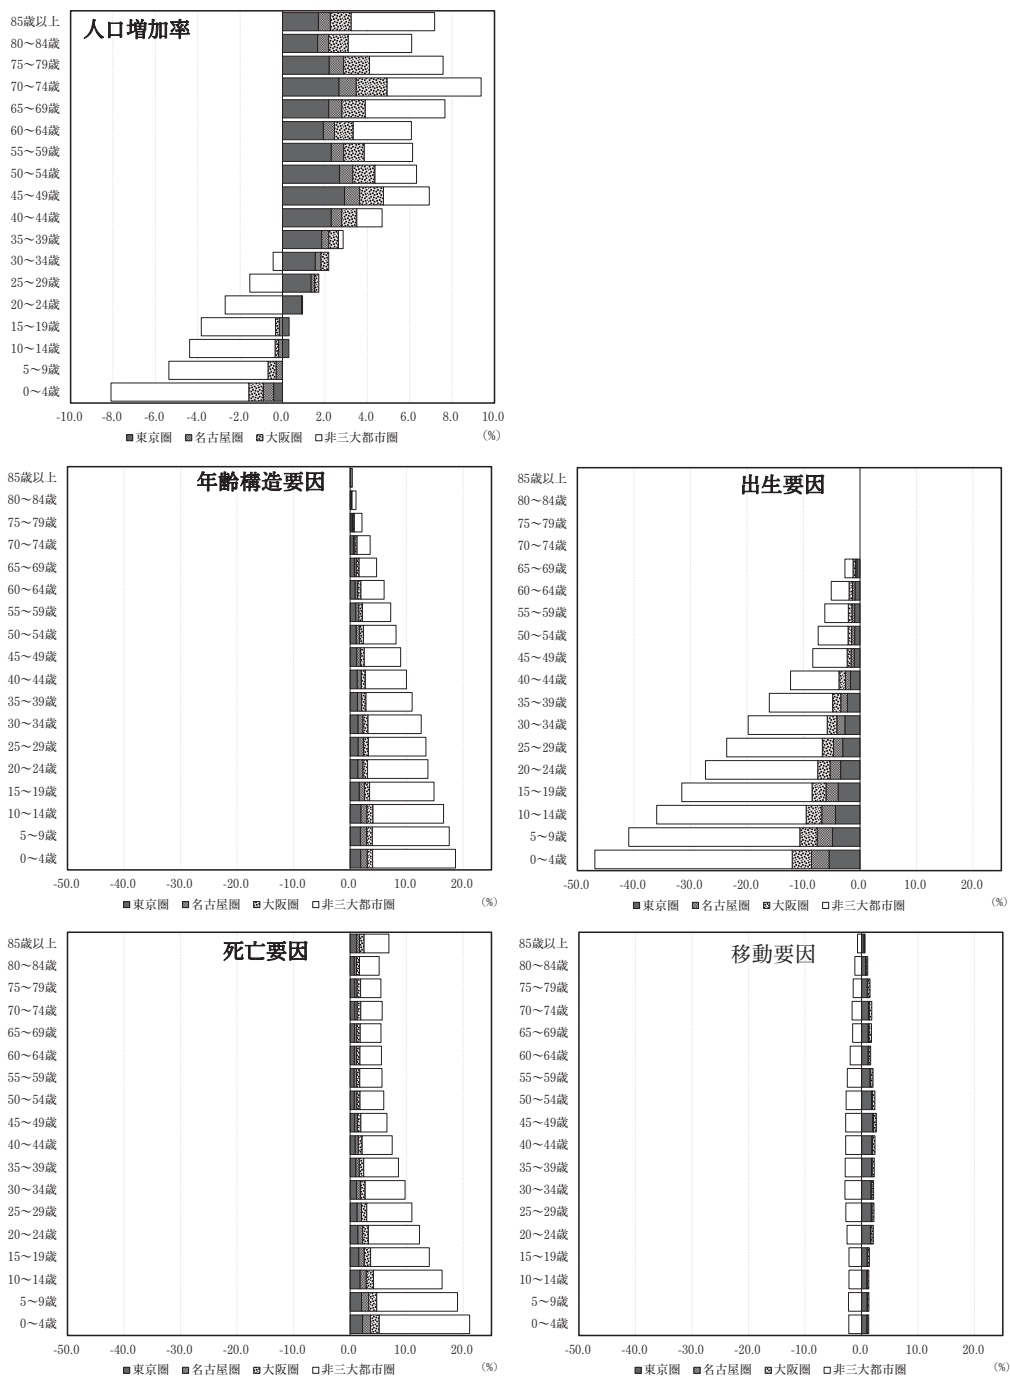 人口増加率
85歳以上
80～84歳
75～79歳
70～74歳
65～69歳
60～64歳
55～59歳
50～54歳
45～49歳
40～44歳
35～39歳
30～34歳
25～29歳
20～24歳
15～19歳
10～14歳
5～9歳
0～4歳
-10.0 -8.0 -6.0 -4.0 -2.0 0.0 2.0 4.0 6.0 8.0 10.0
東京圏 名古屋圏 大阪圏 非三大都市圏 (%)
年齢構造要因
85歳以上
80～84歳
75～79歳
70～74歳
65～69歳
60～64歳
55～59歳
50～54歳
45～49歳
40～44歳
35～39歳
30～34歳
25～29歳
20～24歳
15～19歳
10～14歳
5～9歳
0～4歳
-50.0 -40.0 -30.0 -20.0 -10.0 0.0 10.0 20.0
東京圏 名古屋圏 大阪圏 非三大都市圏 (%)
出生要因
85歳以上
80～84歳
75～79歳
70～74歳
65～69歳
60～64歳
55～59歳
50～54歳
45～49歳
40～44歳
35～39歳
30～34歳
25～29歳
20～24歳
15～19歳
10～14歳
5～9歳
0～4歳
-50.0 -40.0 -30.0 -20.0 -10.0 0.0 10.0 20.0
東京圏 名古屋圏 大阪圏 非三大都市圏 (%)
死亡要因
85歳以上
80～84歳
75～79歳
70～74歳
65～69歳
60～64歳
55～59歳
50～54歳
45～49歳
40～44歳
35～39歳
30～34歳
25～29歳
20～24歳
15～19歳
10～14歳
5～9歳
0～4歳
-50.0 -40.0 -30.0 -20.0 -10.0 0.0 10.0 20.0
東京圏 名古屋圏 大阪圏 非三大都市圏 (%)
移動要因
85歳以上
80～84歳
75～79歳
70～74歳
65～69歳
60～64歳
55～59歳
50～54歳
45～49歳
40～44歳
35～39歳
30～34歳
25～29歳
20～24歳
15～19歳
10～14歳
5～9歳
0～4歳
-50.0 -40.0 -30.0 -20.0 -10.0 0.0 10.0 20.0
東京圏 名古屋圏 大阪圏 非三大都市圏 (%)